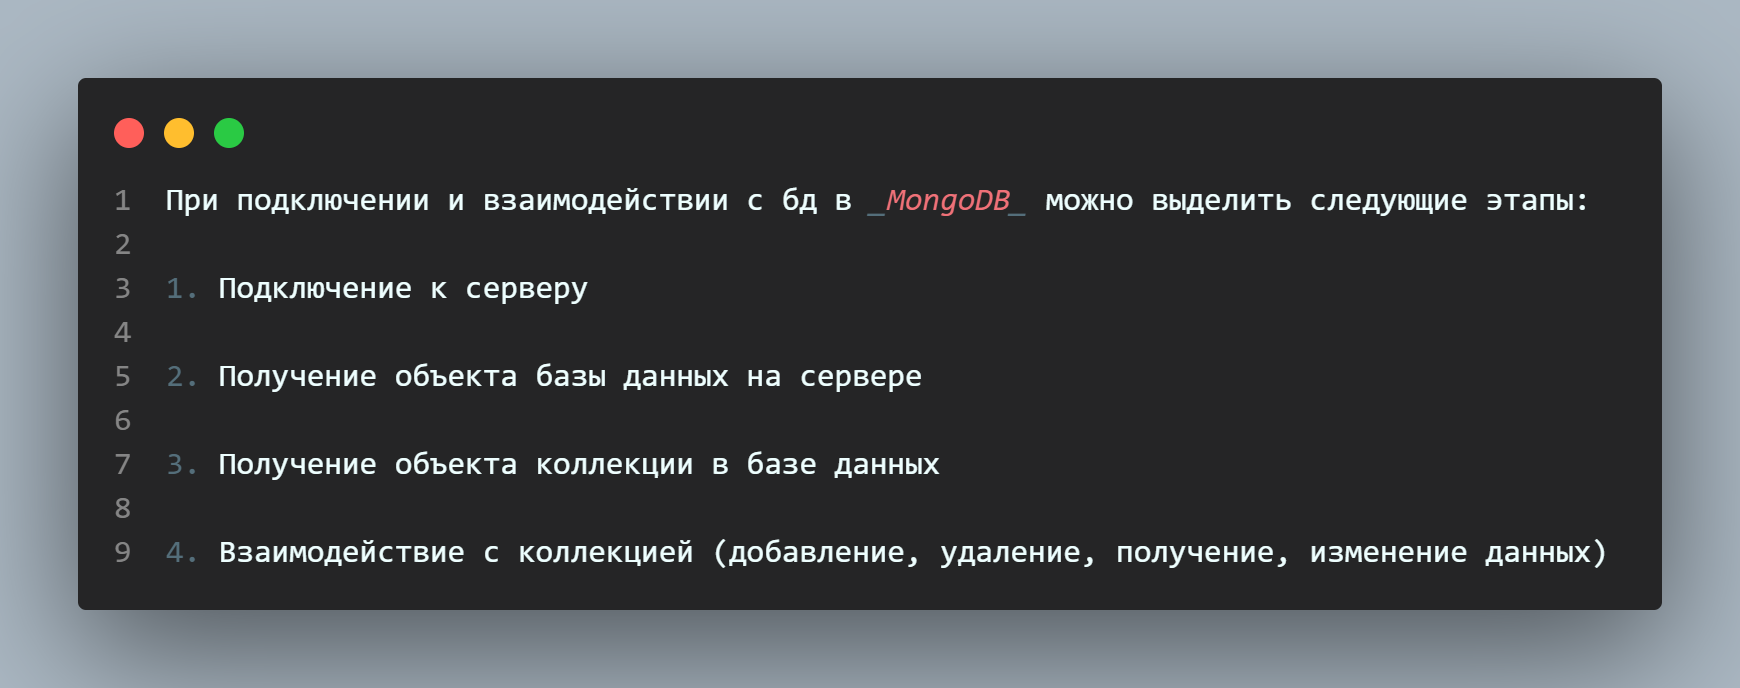 1 При подключении и взаимодействии с бд в _MongoDB_ можно выделить следующие этапы:
2
3 1. Подключение к серверу
4
5 2. Получение объекта базы данных на сервере
6
7 3. Получение объекта коллекции в базе данных
8
9 4. Взаимодействие с коллекцией (добавление, удаление, получение, изменение данных)